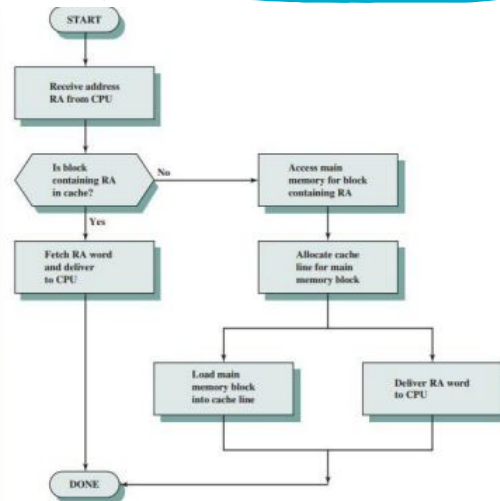 START
Receive address
RA from CPU
Is block
containing RA
in cache?
No
Access main
memory for block
containing RA
Yes
Fetch RA word
and deliver
to CPU
Allocate cache
line for main
memory block
Load main
memory block
into cache line
Deliver RA word
to CPU
DONE